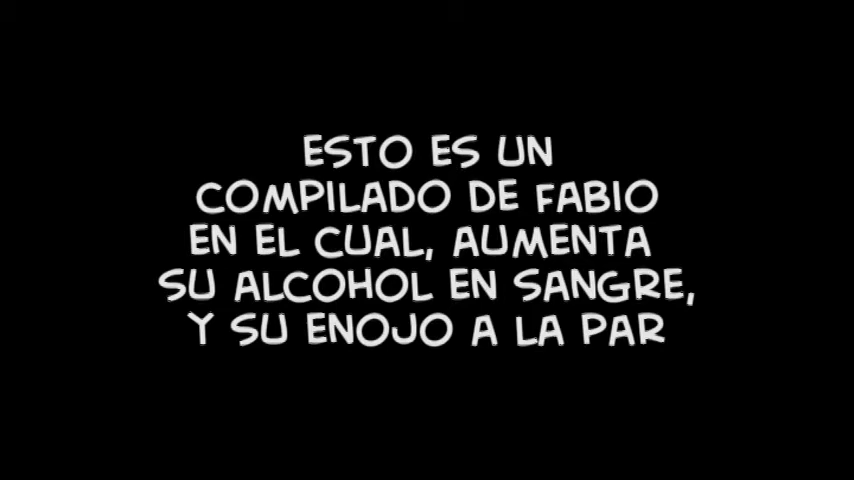 ESTO ES UN
COMPILADO DE FABIO
EN EL CUAL, AUMENTA
SU ALCOHOL EN SANGRE,
Y SU ENOJO A LA PAR